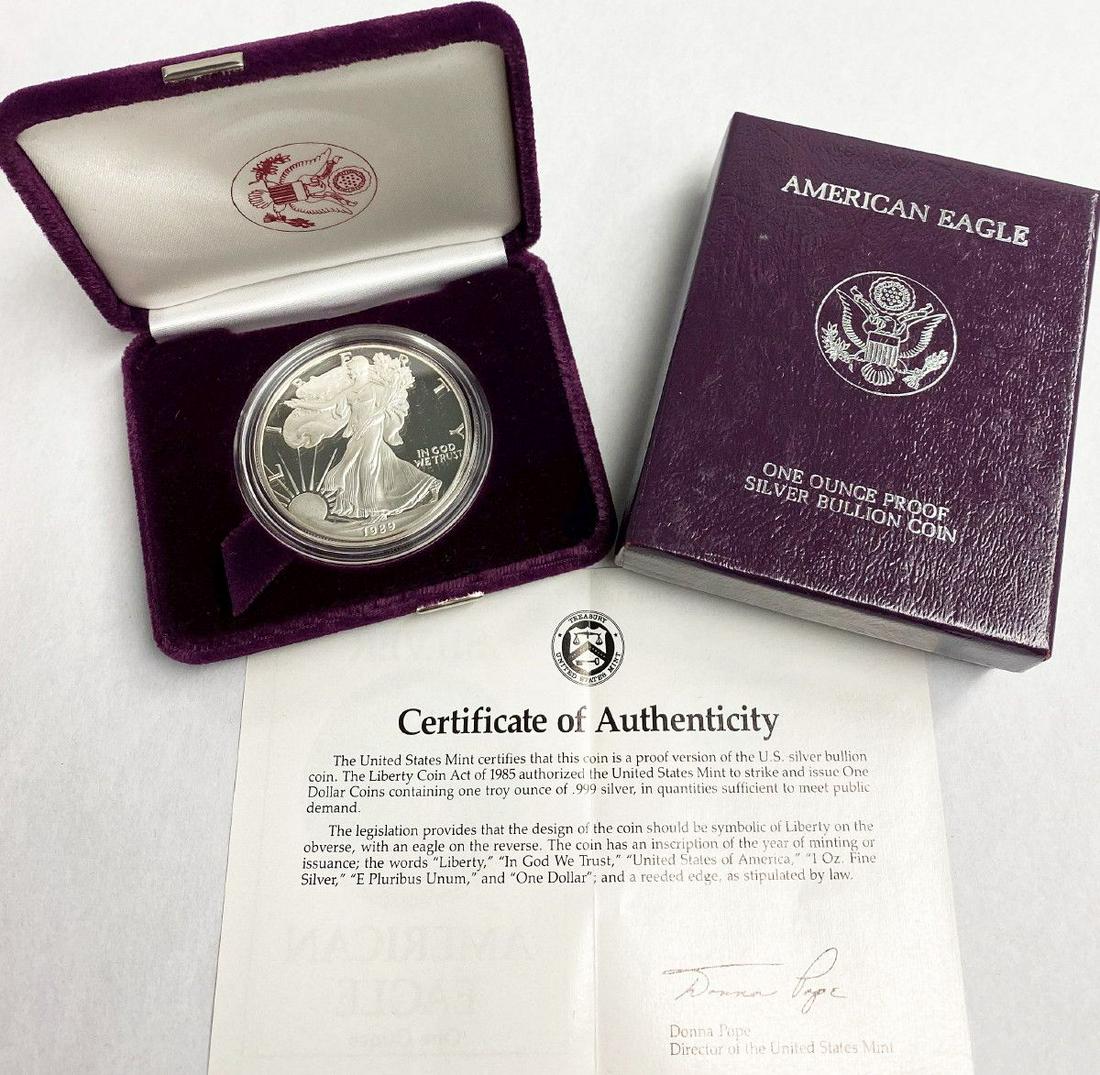 LIBERTY
IN GOD
WE TRUST
1989
AMERICAN EAGLE
ONE OUNCE PROOF
SILVER BULLION COIN
TREASURY
UNITED STATES MINT
Certificate of Authenticity
The United States Mint certifies that this coin is a proof version of the U.S. silver bullion
coin. The Liberty Coin Act of 1985 authorized the United States Mint to strike and issue One
Dollar Coins containing one troy ounce of .999 silver, in quantities sufficient to meet public
demand.
The legislation provides that the design of the coin should be symbolic of Liberty on the
obverse, with an eagle on the reverse. The coin has an inscription of the year of minting or
issuance; the words “Liberty,” “In God We Trust,” “United States of America,” “1 Oz. Fine
Silver,” “E Pluribus Unum,” and “One Dollar”; and a reeded edge, as stipulated by law.
Donna Pope
Donna Pope
Director of the United States Mint